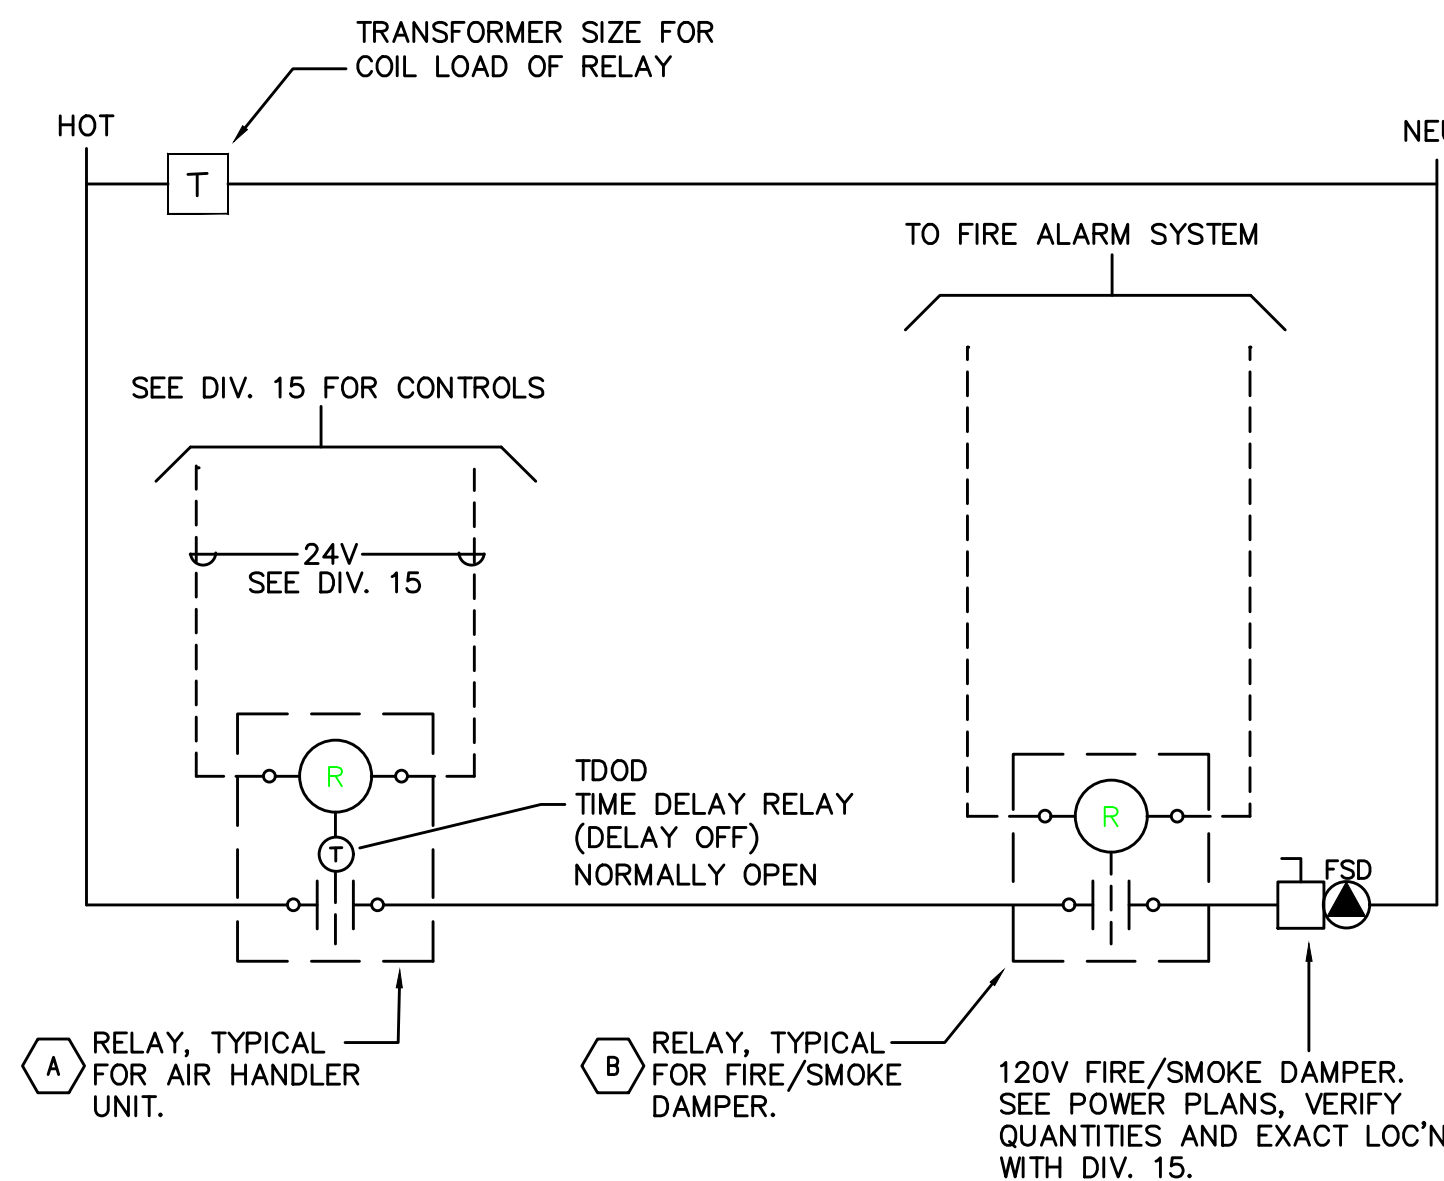 TRANSFORMER SIZE FOR
COIL LOAD OF RELAY
HOT
T
TO FIRE ALARM SYSTEM
SEE DIV. 15 FOR CONTROLS
24V
SEE DIV. 15
R
TDOD
TIME DELAY RELAY
(DELAY OFF)
NORMALLY OPEN
T
R
FSD
A
RELAY, TYPICAL
FOR AIR HANDLER
UNIT.
B
RELAY, TYPICAL
FOR FIRE/SMOKE
DAMPER.
120V FIRE/SMOKE DAMPER.
SEE POWER PLANS, VERIFY
QUANTITIES AND EXACT LOC'N
WITH DIV. 15.